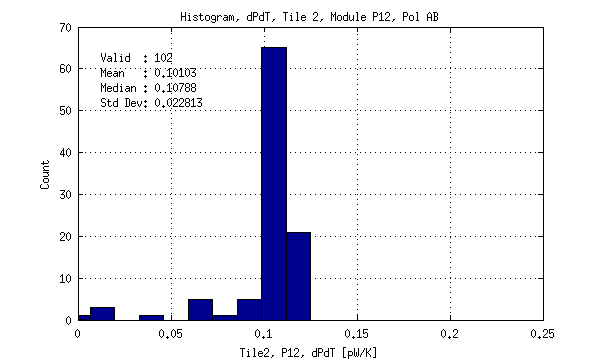 Histogram, dPdT, Tile 2, Module P12, Pol AB
70
60
50
40
30
20
10
0
Count
Valid : 102
Mean : 0.10103
Median : 0.10788
Std Dev: 0.022813
0 0.05 0.1 0.15 0.2 0.25
Tile2, P12, dPdT [pW/K]